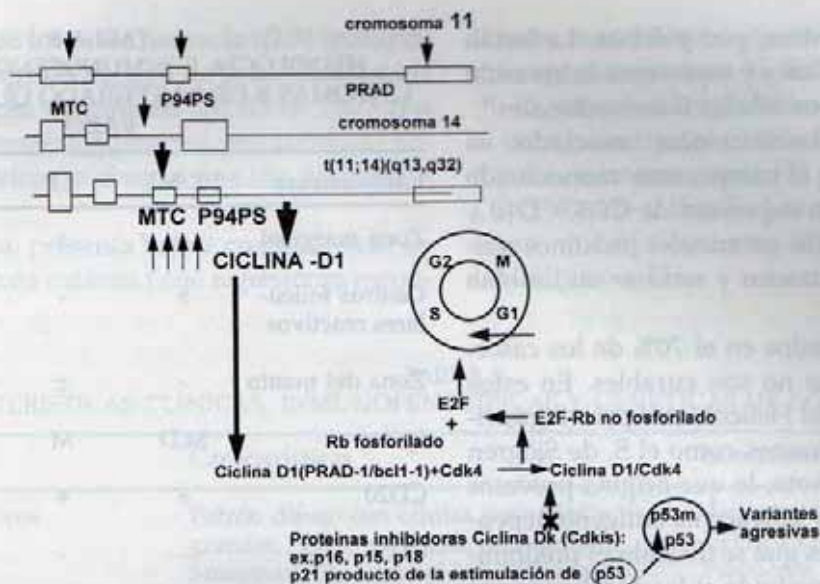 cromosoma 11
PRAD
MTC
P94PS
cromosoma 14
t(11;14)(q13,q32)
MTC P94PS
CICLINA -D1
G2 M
S G1
E2F
+
E2F-Rb no fosforilado
Rb fosforilado
Ciclina D1(PRAD-1/bcl1-1)+Cdk4
Ciclina D1/Cdk4
Proteinas inhibidoras Ciclina Dk (Cdkis):
ex.p16, p15, p18
p21 producto de la estimulación de p53
p53m
p53
Variantes
agresivas